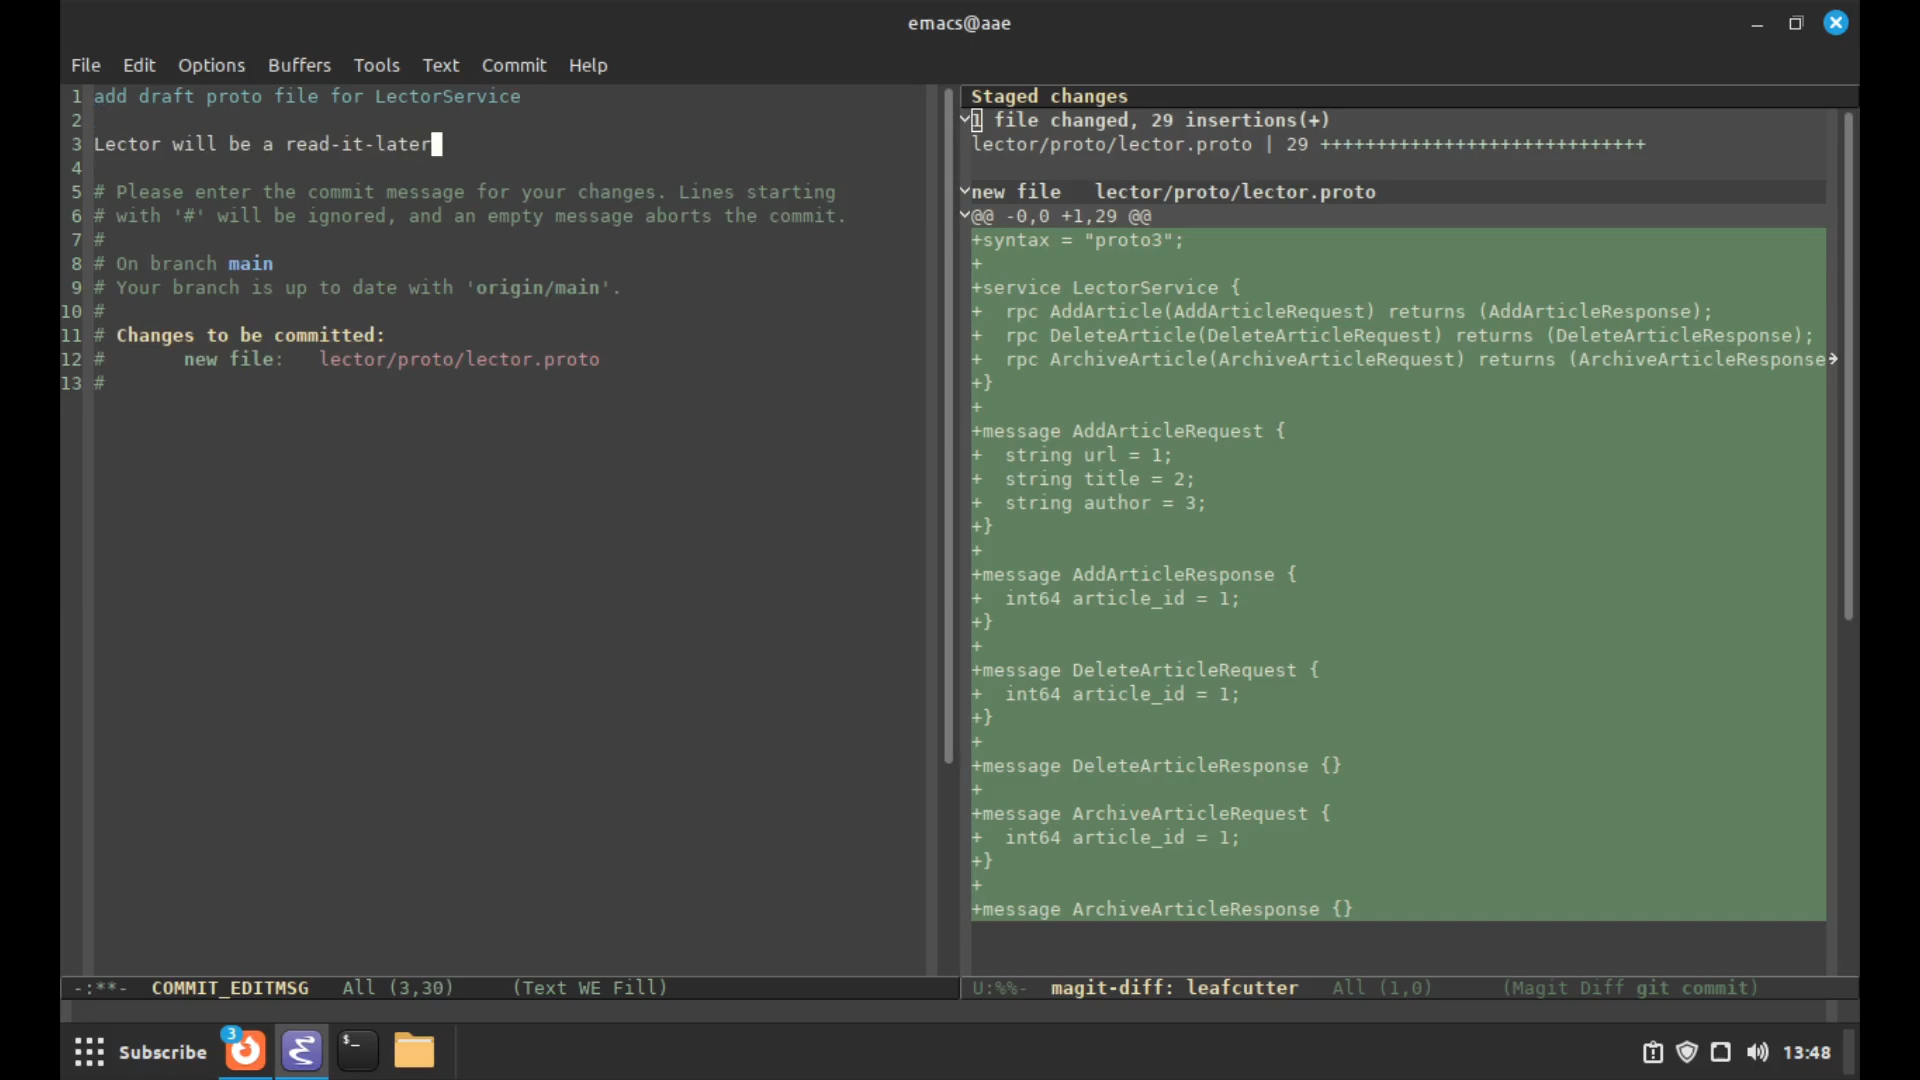 emacs@aae
File Edit Options Buffers Tools Text Commit Help
1 add draft proto file for LectorService
2
3 Lector will be a read-it-later
4
5 # Please enter the commit message for your changes. Lines starting
6 # with '#' will be ignored, and an empty message aborts the commit.
7 #
8 # On branch main
9 # Your branch is up to date with 'origin/main'.
10 #
11 # Changes to be committed:
12 #       new file:   lector/proto/lector.proto
13 #
-:**-  COMMIT_EDITMSG   All (3,30)     (Text WE Fill)
Staged changes
1 file changed, 29 insertions(+)
lector/proto/lector.proto | 29 +++++++++++++++++++++++++++++
new file   lector/proto/lector.proto
@@ -0,0 +1,29 @@
+syntax = "proto3";
+
+service LectorService {
+  rpc AddArticle(AddArticleRequest) returns (AddArticleResponse);
+  rpc DeleteArticle(DeleteArticleRequest) returns (DeleteArticleResponse);
+  rpc ArchiveArticle(ArchiveArticleRequest) returns (ArchiveArticleResponse
+}
+
+message AddArticleRequest {
+  string url = 1;
+  string title = 2;
+  string author = 3;
+}
+
+message AddArticleResponse {
+  int64 article_id = 1;
+}
+
+message DeleteArticleRequest {
+  int64 article_id = 1;
+}
+
+message DeleteArticleResponse {}
+
+message ArchiveArticleRequest {
+  int64 article_id = 1;
+}
+
+message ArchiveArticleResponse {}
U:%%-  magit-diff: leafcutter   All (1,0)      (Magit Diff git commit)
Subscribe 3 $_ 13:48